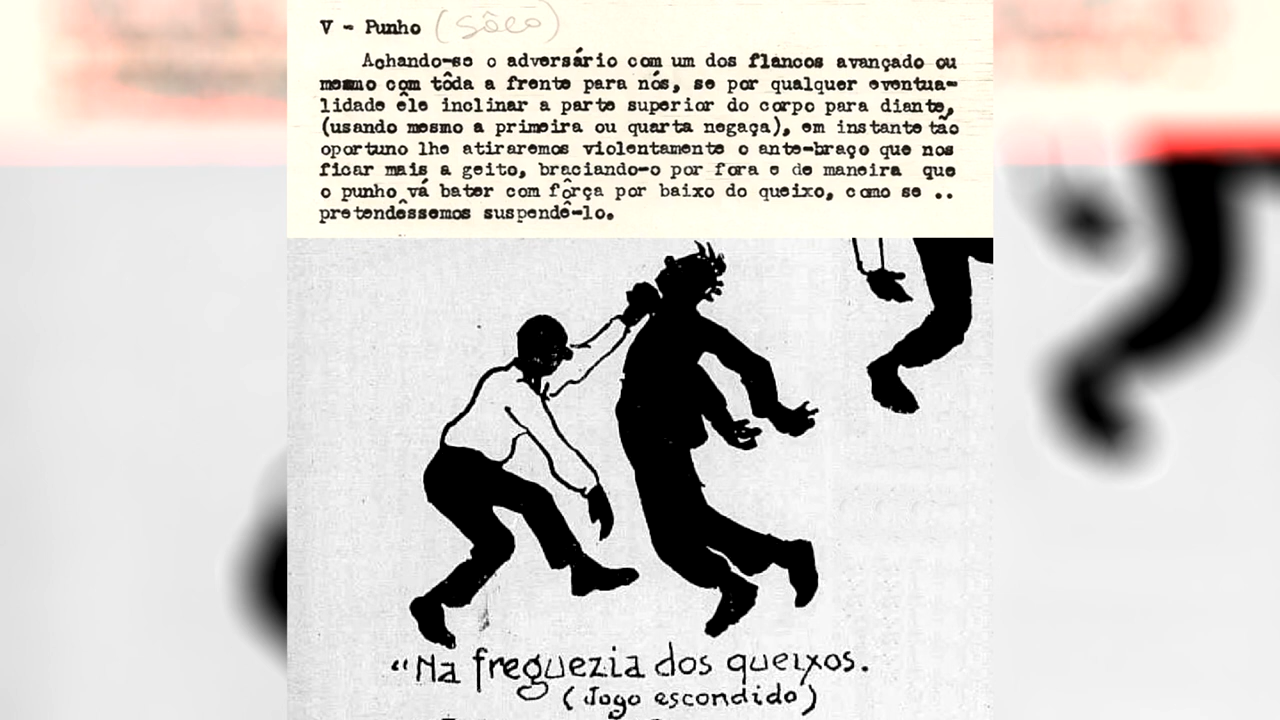 V - Punho (Sôco)
Achando-se o adversário com um dos flancos avançado ou
mesmo com tôda a frente para nós, se por qualquer eventua-
lidade êle inclinar a parte superior do corpo para diante,
(usando mesmo a primeira ou quarta negaça), em instante tão
oportuno lhe atiraremos violentamente o ante-braço que nos
ficar mais a geito, braciando-o por fora e de maneira que
o punho vá bater com fôrça por baixo do queixo, como se ..
pretendêssemos suspendê-lo.
"Na freguezia dos queixos.
(Jogo escondido)